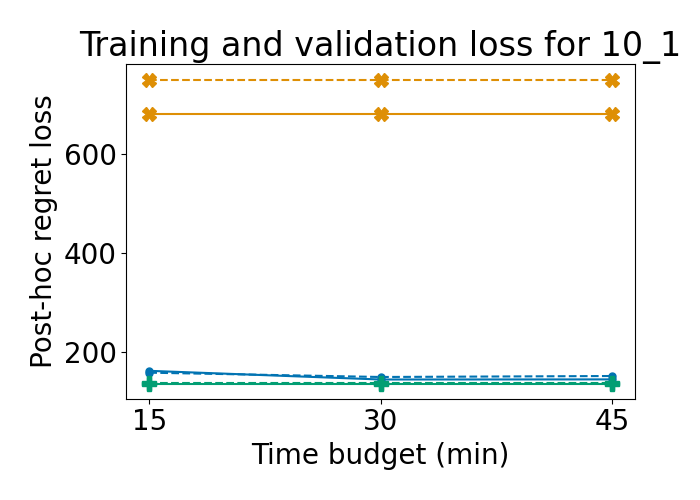 Training and validation loss for 10_1
Post-hoc regret loss
600
400
200
15 30 45
Time budget (min)